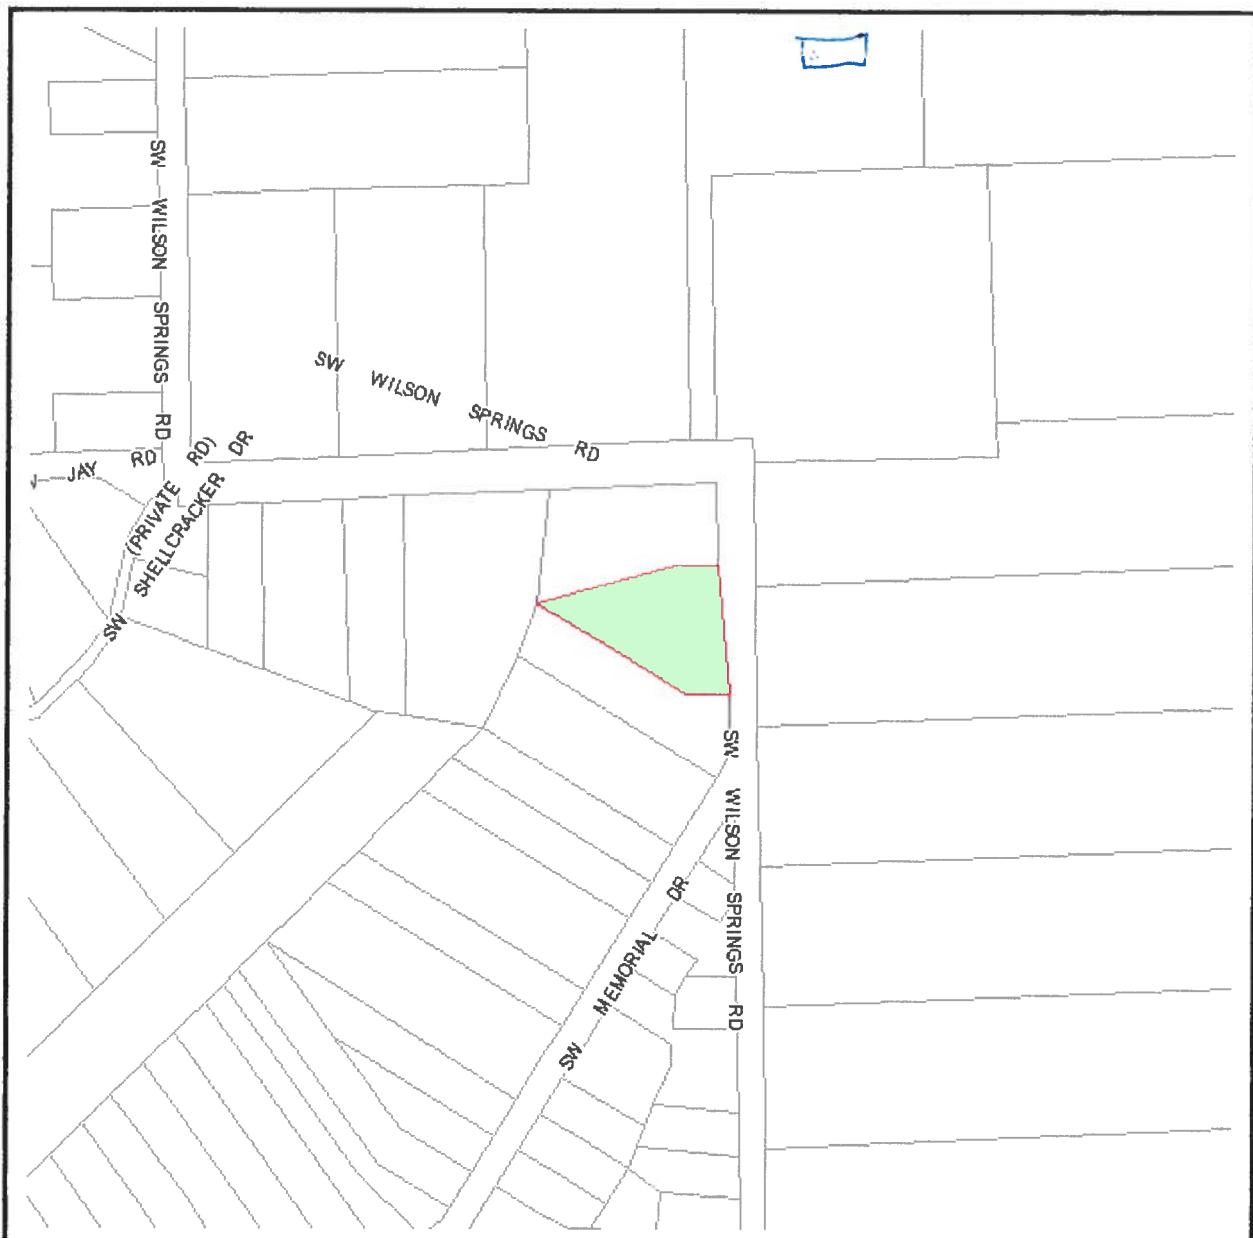 SW WILSON SPRINGS RD
SW WILSON SPRINGS RD
JAY RD
(PRIVATE RD)
SW SHELLCRACKER DR
SW WILSON SPRINGS RD
SW MEMORIAL DR